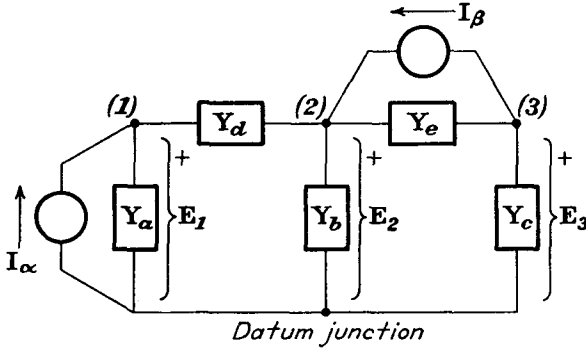 I_β
(1)
(2)
(3)
Y_d
Y_e
+
+
+
Y_a
E_1
Y_b
E_2
Y_c
E_3
I_α
Datum junction